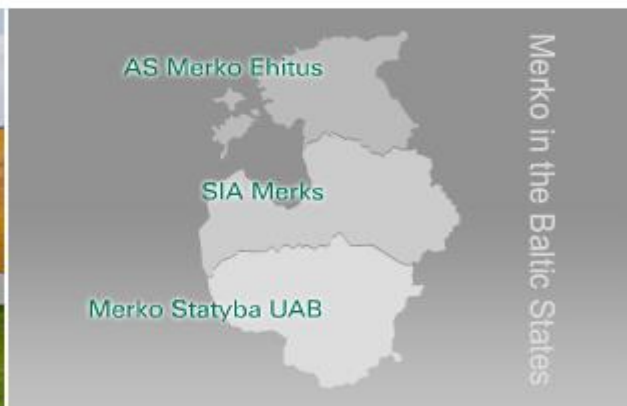 AS Merko Ehitus
SIA Merks
Merko Statyba UAB
Merko in the Baltic States